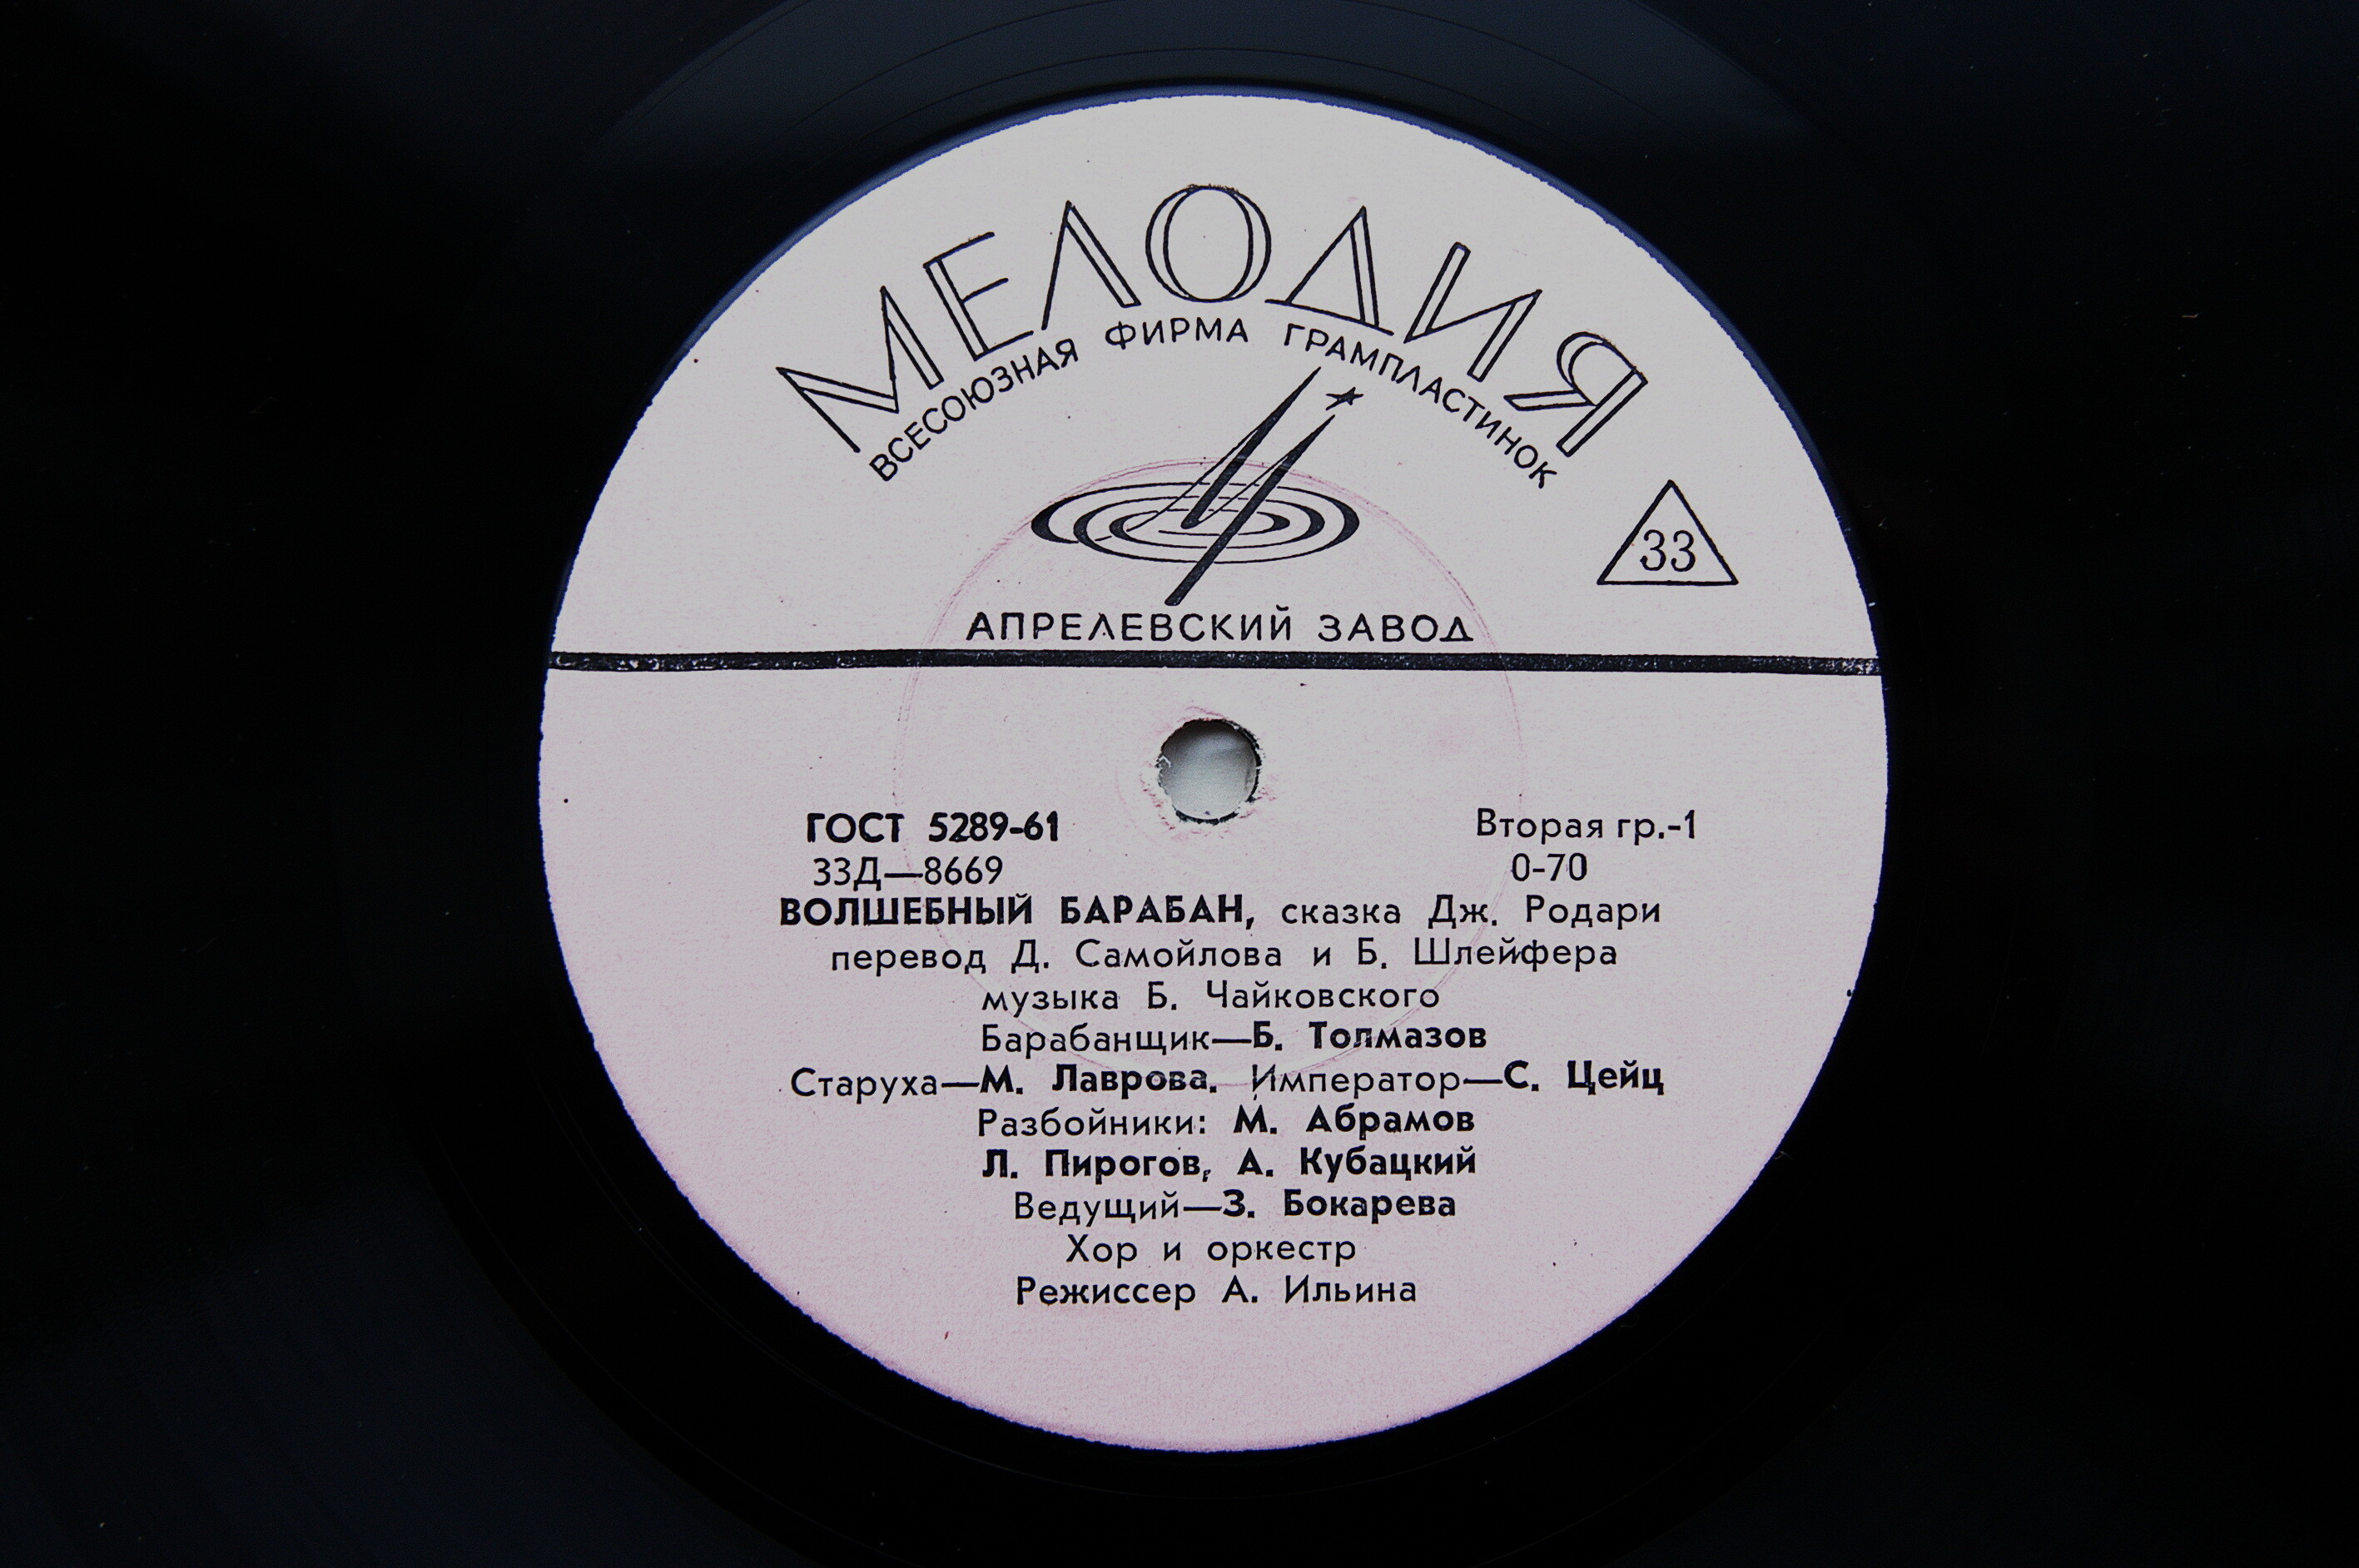 МЕЛОДИЯ
ВСЕСОЮЗНАЯ ФИРМА ГРАМПЛАСТИНОК
33
АПРЕЛЕВСКИЙ ЗАВОД
ГОСТ 5289-61 Вторая гр.-1
33Д—8669 0-70
ВОЛШЕБНЫЙ БАРАБАН, сказка Дж. Родари
перевод Д. Самойлова и Б. Шлейфера
музыка Б. Чайковского
Барабанщик—Б. Толмазов
Старуха—М. Лаврова. Император—С. Цейц
Разбойники: М. Абрамов
Л. Пирогов, А. Кубацкий
Ведущий—З. Бокарева
Хор и оркестр
Режиссер А. Ильина